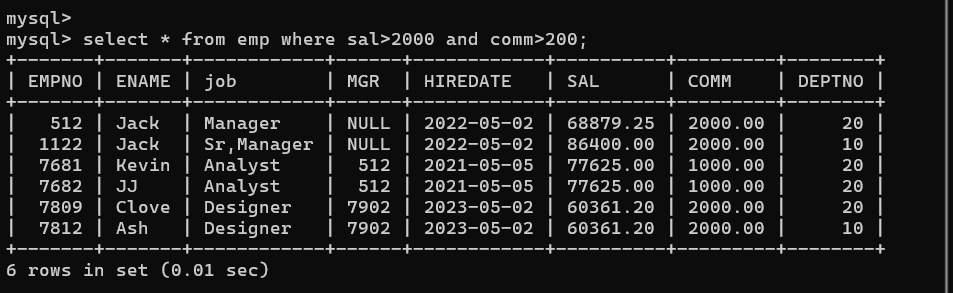 mysql>
mysql> select * from emp where sal>2000 and comm>200;
+-------+-------+------------+------+------------+----------+---------+--------+
| EMPNO | ENAME | job        | MGR  | HIREDATE   | SAL      | COMM    | DEPTNO |
+-------+-------+------------+------+------------+----------+---------+--------+
|   512 | Jack  | Manager    | NULL | 2022-05-02 | 68879.25 | 2000.00 |     20 |
|  1122 | Jack  | Sr,Manager | NULL | 2022-05-02 | 86400.00 | 2000.00 |     10 |
|  7681 | Kevin | Analyst    |  512 | 2021-05-05 | 77625.00 | 1000.00 |     20 |
|  7682 | JJ    | Analyst    |  512 | 2021-05-05 | 77625.00 | 1000.00 |     20 |
|  7809 | Clove | Designer   | 7902 | 2023-05-02 | 60361.20 | 2000.00 |     20 |
|  7812 | Ash   | Designer   | 7902 | 2023-05-02 | 60361.20 | 2000.00 |     10 |
+-------+-------+------------+------+------------+----------+---------+--------+
6 rows in set (0.01 sec)